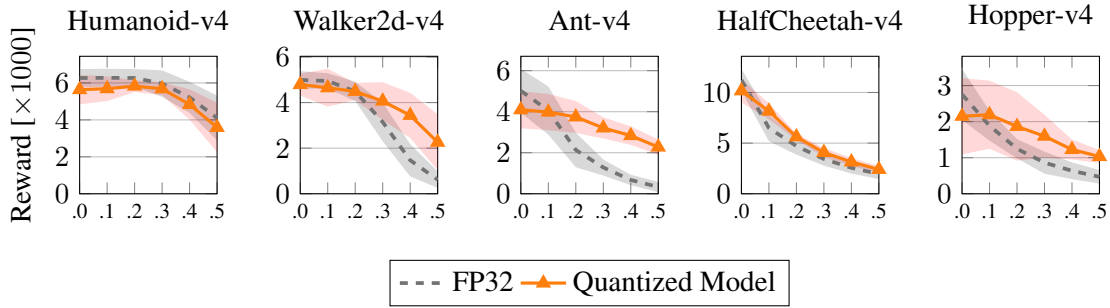 Humanoid-v4 Walker2d-v4 Ant-v4 HalfCheetah-v4 Hopper-v4
Reward [×1000]
6
4
2
0
.0 .1 .2 .3 .4 .5
6
4
2
0
.0 .1 .2 .3 .4 .5
6
4
2
0
.0 .1 .2 .3 .4 .5
10
5
0
.0 .1 .2 .3 .4 .5
3
2
1
0
.0 .1 .2 .3 .4 .5
FP32 Quantized Model